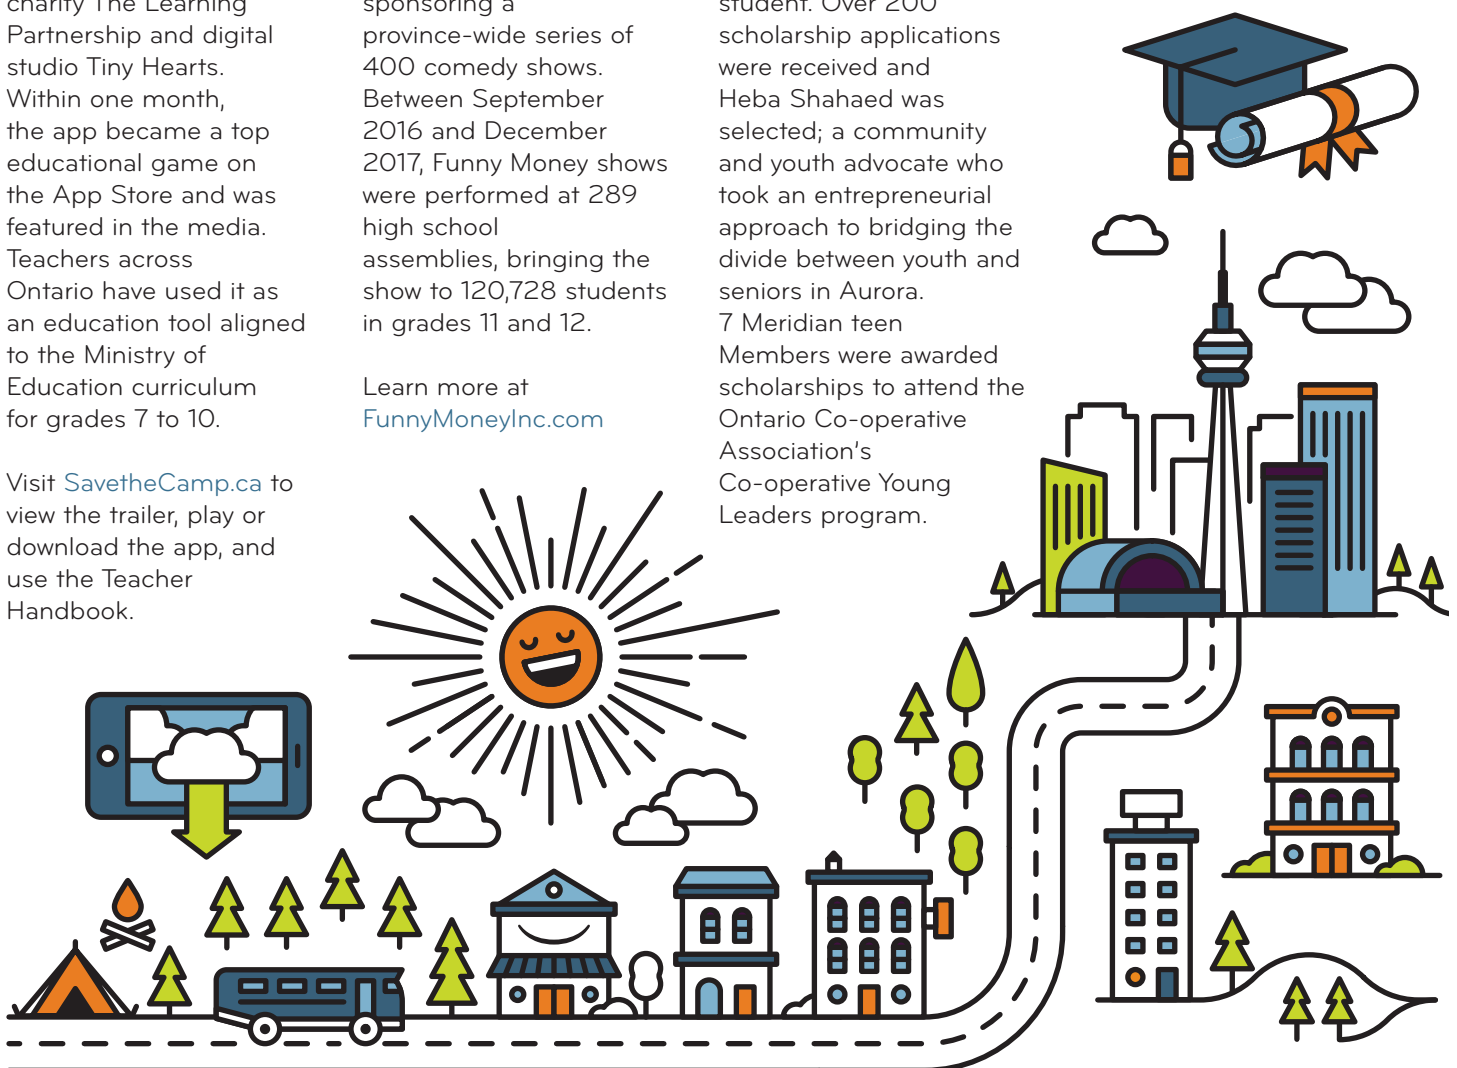 charity The Learning
Partnership and digital
studio Tiny Hearts.
Within one month,
the app became a top
educational game on
the App Store and was
featured in the media.
Teachers across
Ontario have used it as
an education tool aligned
to the Ministry of
Education curriculum
for grades 7 to 10.
Visit SavetheCamp.ca to
view the trailer, play or
download the app, and
use the Teacher
Handbook.
sponsoring a
province-wide series of
400 comedy shows.
Between September
2016 and December
2017, Funny Money shows
were performed at 289
high school
assemblies, bringing the
show to 120,728 students
in grades 11 and 12.
Learn more at
FunnyMoneyInc.com
student. Over 200
scholarship applications
were received and
Heba Shahaed was
selected; a community
and youth advocate who
took an entrepreneurial
approach to bridging the
divide between youth and
seniors in Aurora.
7 Meridian teen
Members were awarded
scholarships to attend the
Ontario Co-operative
Association's
Co-operative Young
Leaders program.